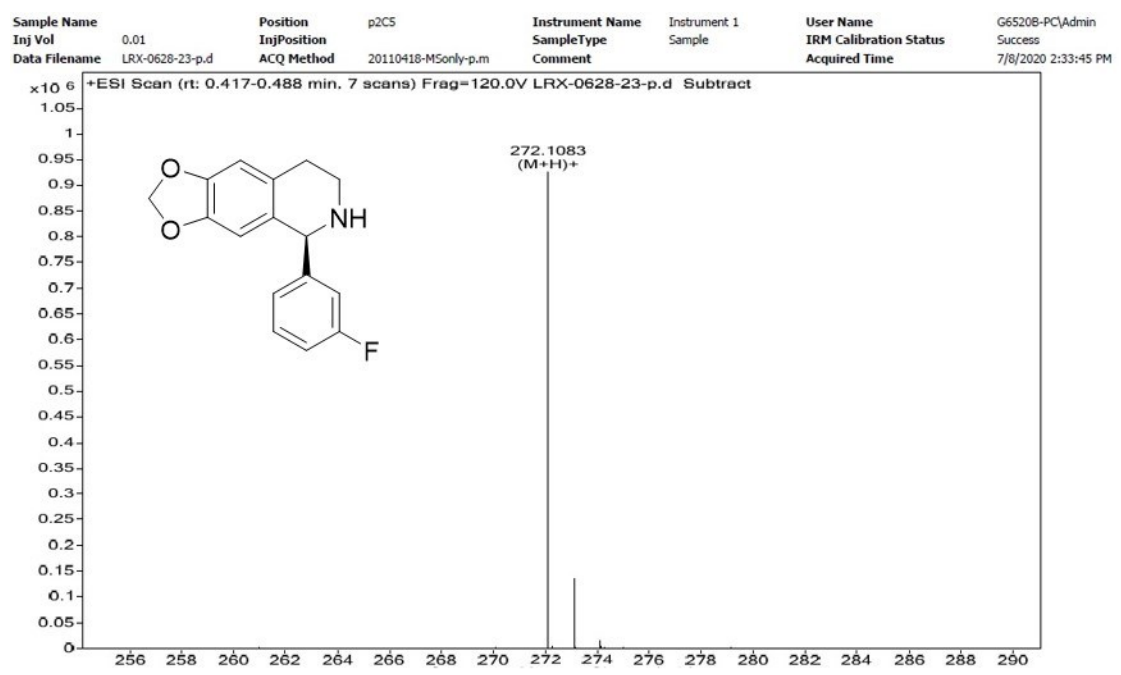 Sample Name Position p2C5 Instrument Name Instrument 1 User Name G6520B-PC\Admin
Inj Vol 0.01 InjPosition SampleType Sample IRM Calibration Status Success
Data Filename LRX-0628-23-p.d ACQ Method 20110418-MSonly-p.m Comment Acquired Time 7/8/2020 2:33:45 PM
x10 6 +ESI Scan (rt: 0.417-0.488 min, 7 scans) Frag=120.0V LRX-0628-23-p.d Subtract
1.05
1
0.95
0.9
0.85
0.8
0.75
0.7
0.65
0.6
0.55
0.5
0.45
0.4
0.35
0.3
0.25
0.2
0.15
0.1
0.05
0
272.1083
(M+H)+
O
O
NH
F
256 258 260 262 264 266 268 270 272 274 276 278 280 282 284 286 288 290